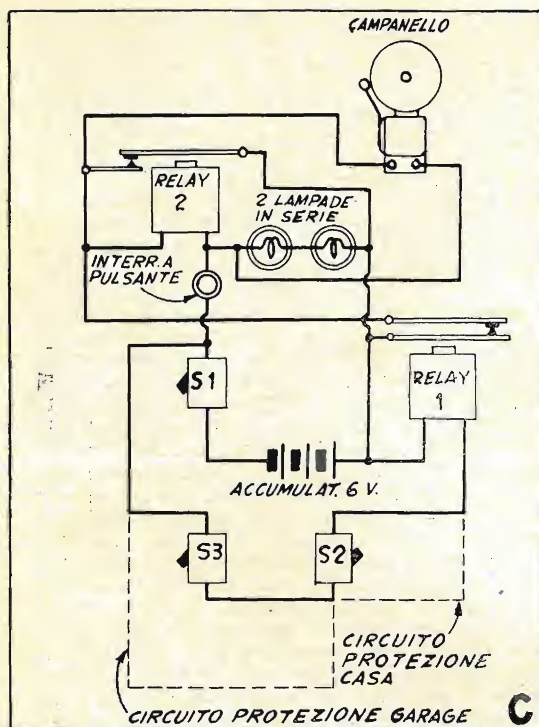 CAMPANELLO
RELAY
2
2 LAMPADE
IN SERIE
INTERR. A
PULSANTE
S1
RELAY
1
ACCUMULAT. 6 V.
S3
S2
CIRCUITO
PROTEZIONE
CASA
CIRCUITO PROTEZIONE GARAGE
C